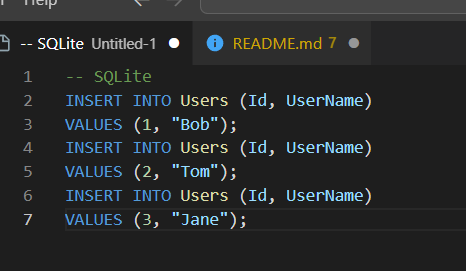 Help
-- SQLite Untitled-1 README.md 7
1 -- SQLite
2 INSERT INTO Users (Id, UserName)
3 VALUES (1, "Bob");
4 INSERT INTO Users (Id, UserName)
5 VALUES (2, "Tom");
6 INSERT INTO Users (Id, UserName)
7 VALUES (3, "Jane");